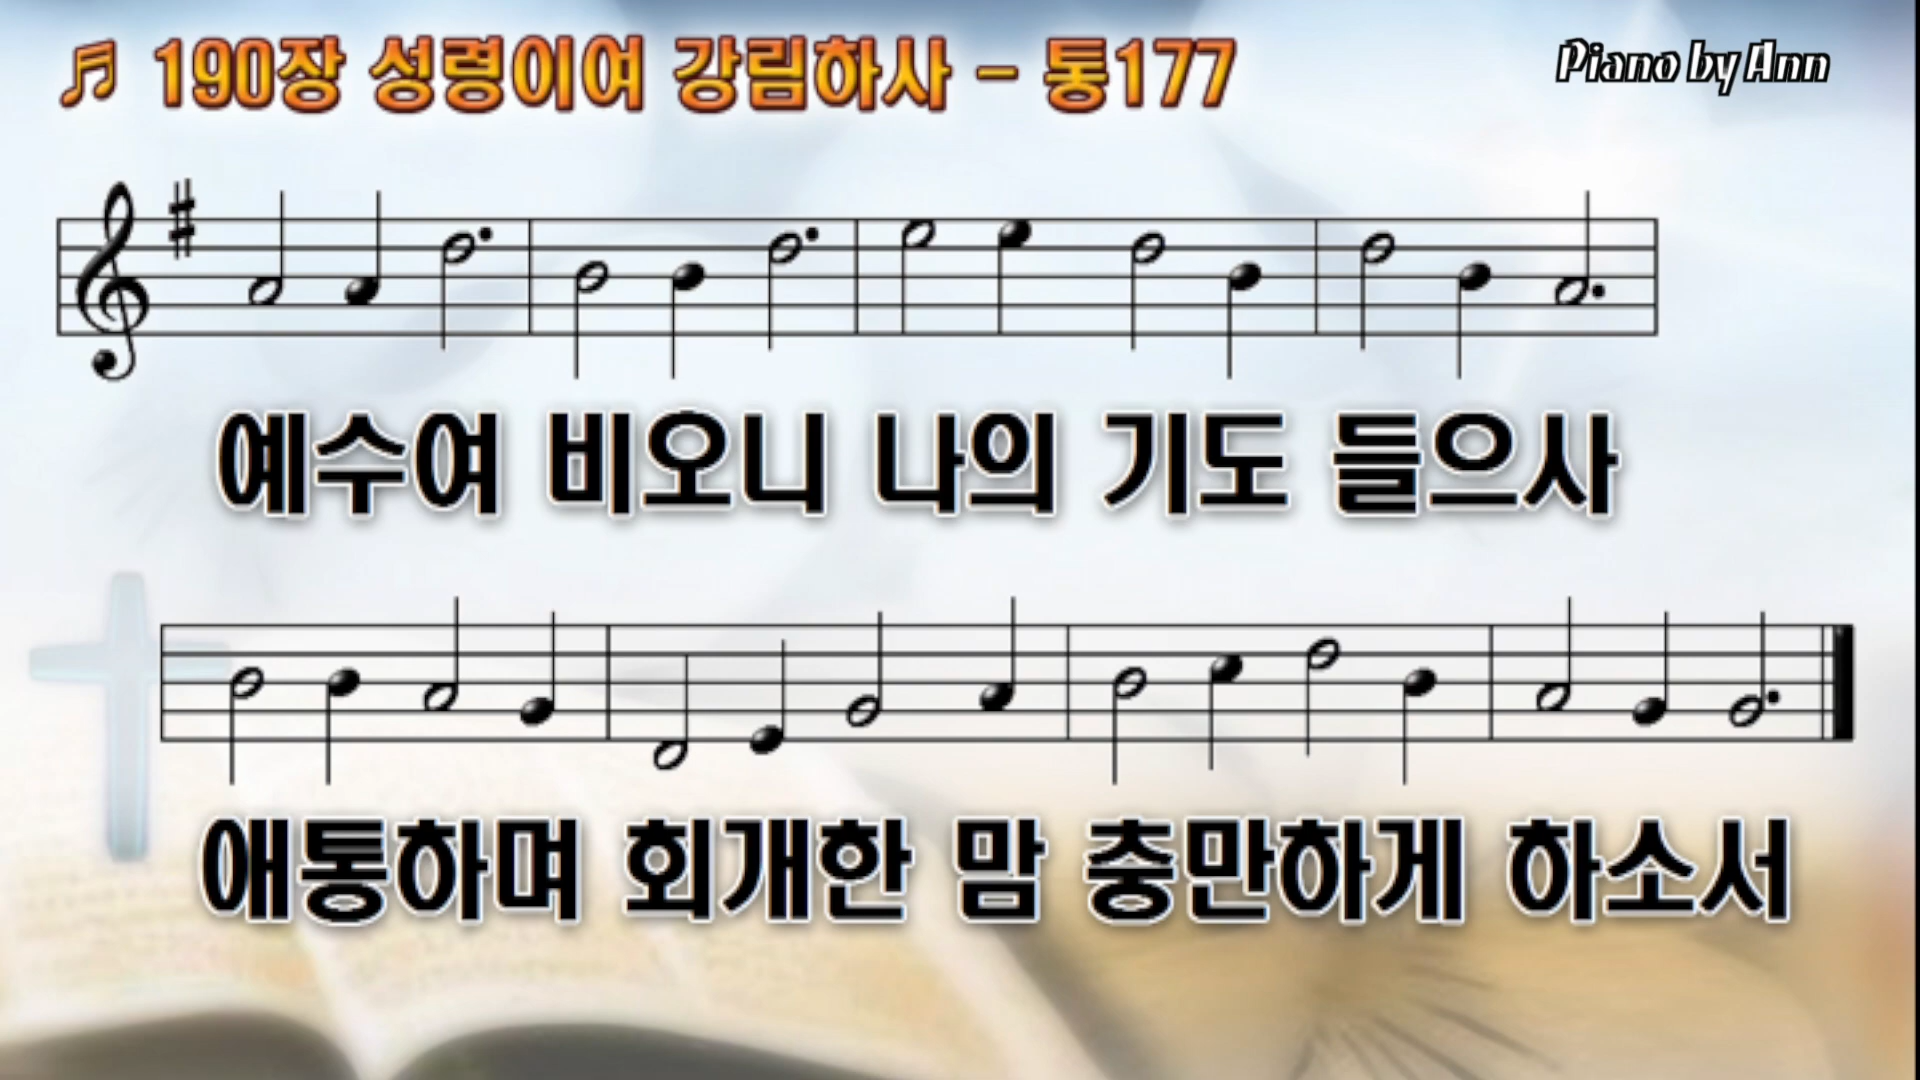 190장 성령이여 강림하사 - 통177
Piano by Ann
예수여 비오니 나의 기도 들으사
애통하며 회개한 맘 충만하게 하소서